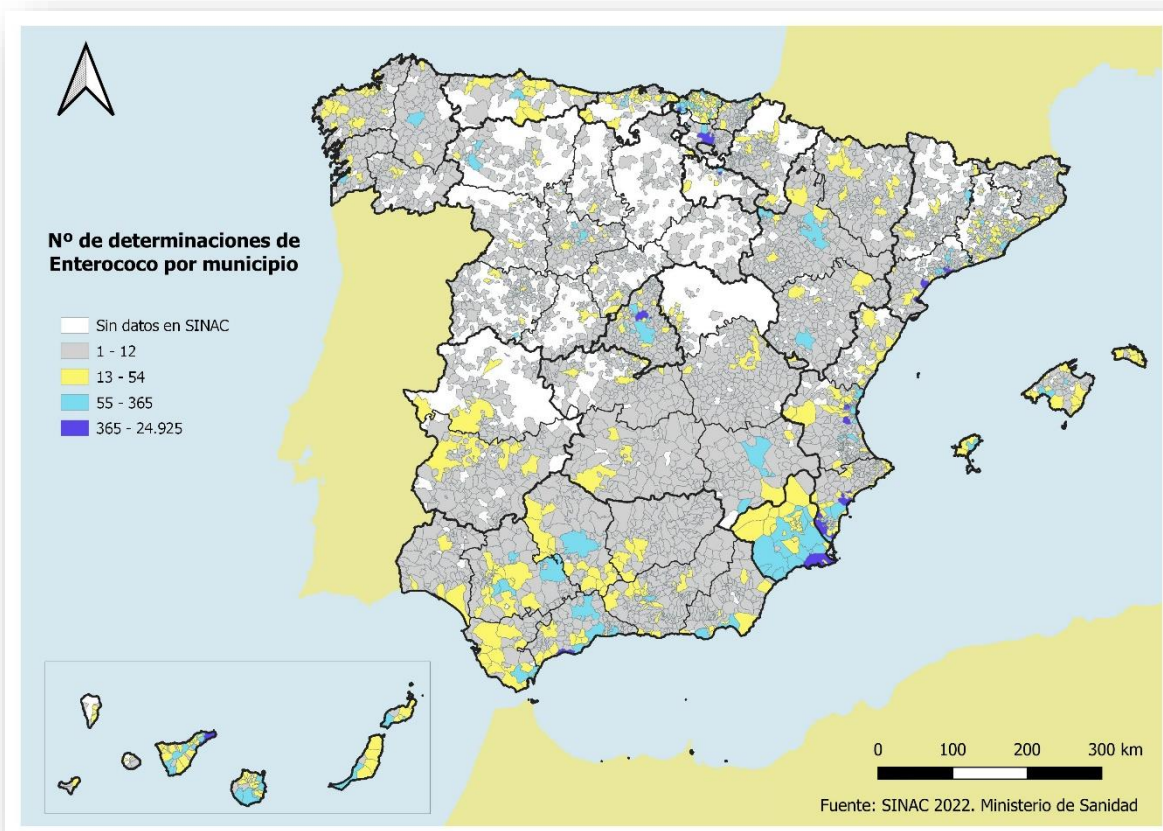 Nº de determinaciones de
Enterococo por municipio
Sin datos en SINAC
1 - 12
13 - 54
55 - 365
365 - 24.925
0 100 200 300 km
Fuente: SINAC 2022. Ministerio de Sanidad